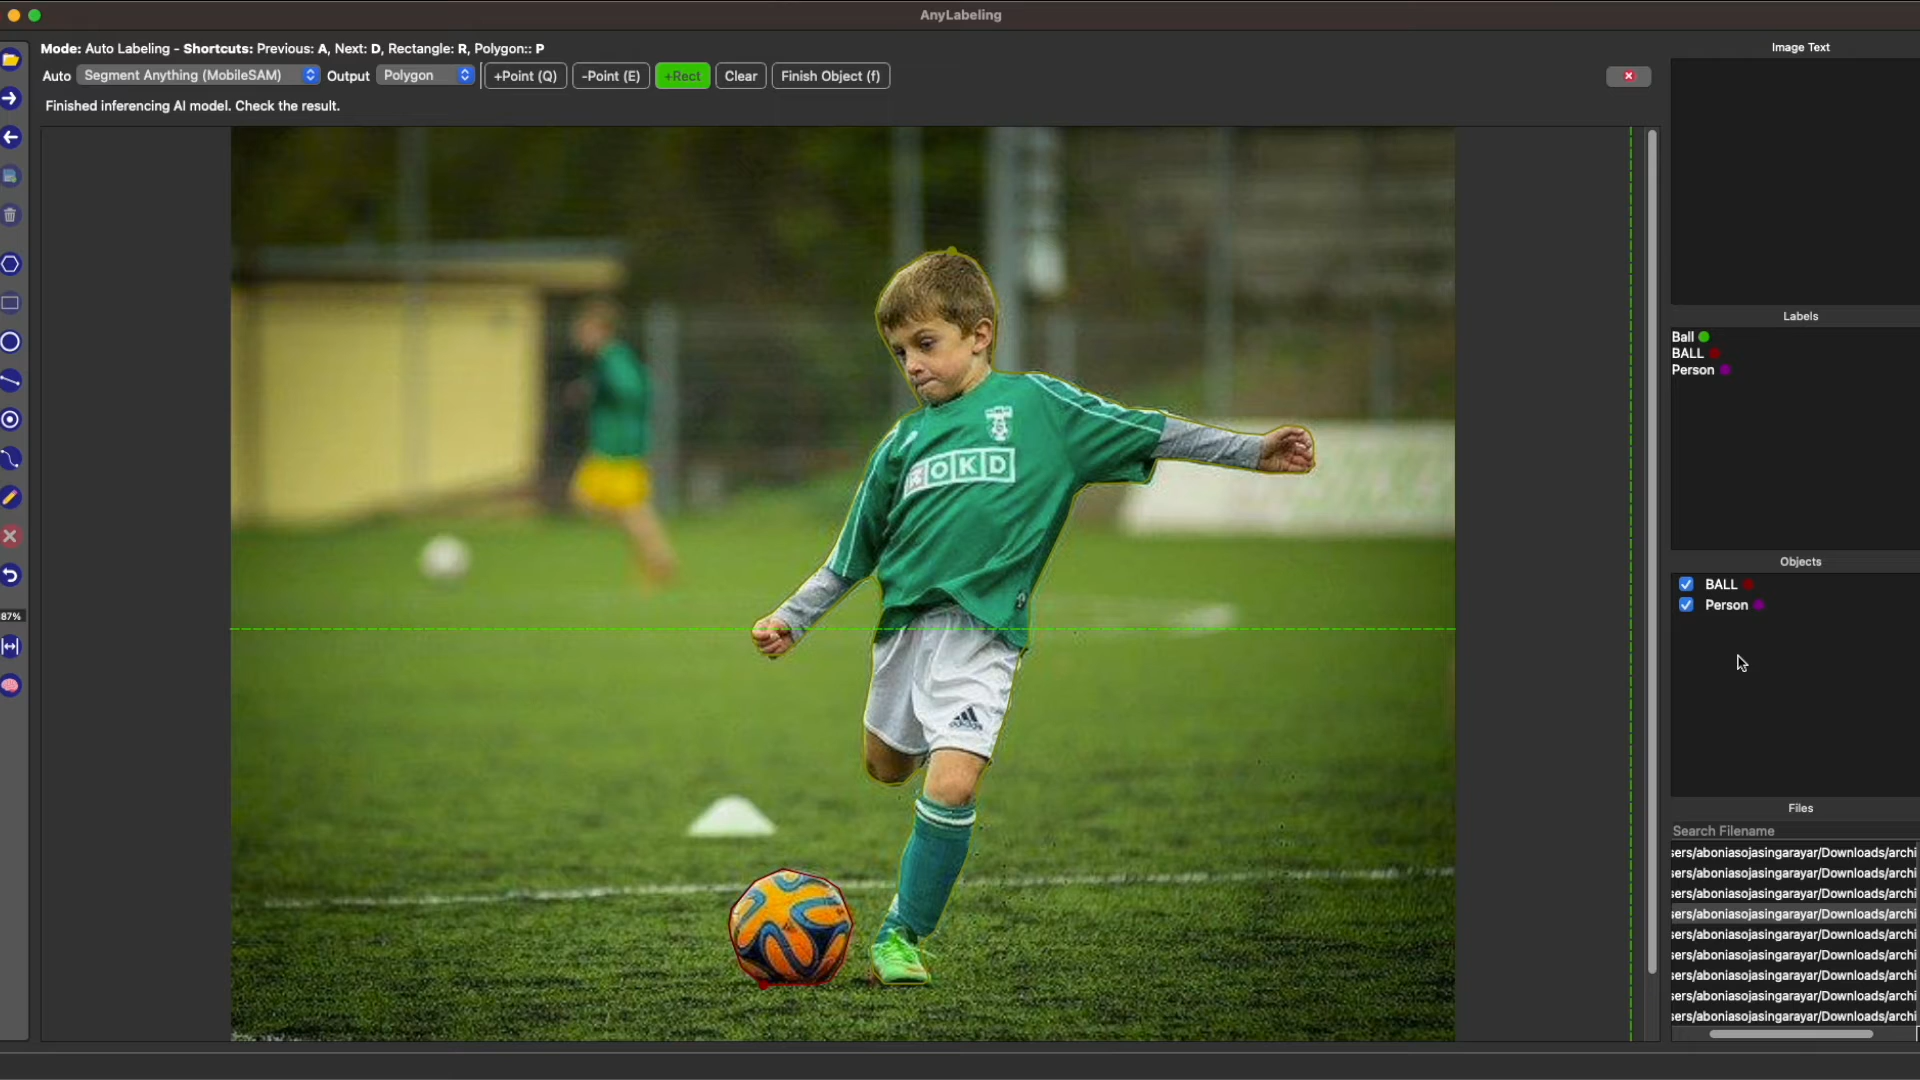 AnyLabeling
Mode: Auto Labeling - Shortcuts: Previous: A, Next: D, Rectangle: R, Polygon:: P
Auto Segment Anything (MobileSAM) Output Polygon +Point (Q) -Point (E) +Rect Clear Finish Object (f)
Finished inferencing AI model. Check the result.
OKD
adidas
87%
Image Text
Labels
Ball
BALL
Person
Objects
BALL
Person
Files
Search Filename
sers/aboniasojasingarayar/Downloads/archi
sers/aboniasojasingarayar/Downloads/archi
sers/aboniasojasingarayar/Downloads/archi
sers/aboniasojasingarayar/Downloads/archi
sers/aboniasojasingarayar/Downloads/archi
sers/aboniasojasingarayar/Downloads/archi
sers/aboniasojasingarayar/Downloads/archi
sers/aboniasojasingarayar/Downloads/archi
sers/aboniasojasingarayar/Downloads/archi